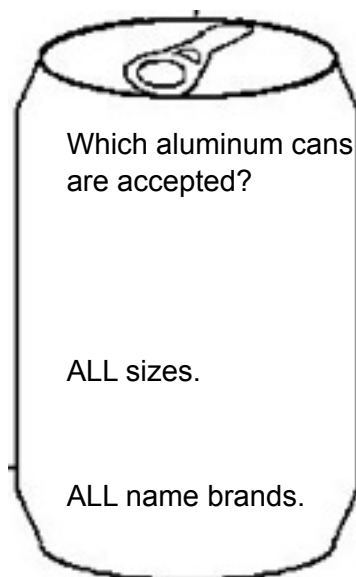 Which aluminum cans
are accepted?
ALL sizes.
ALL name brands.